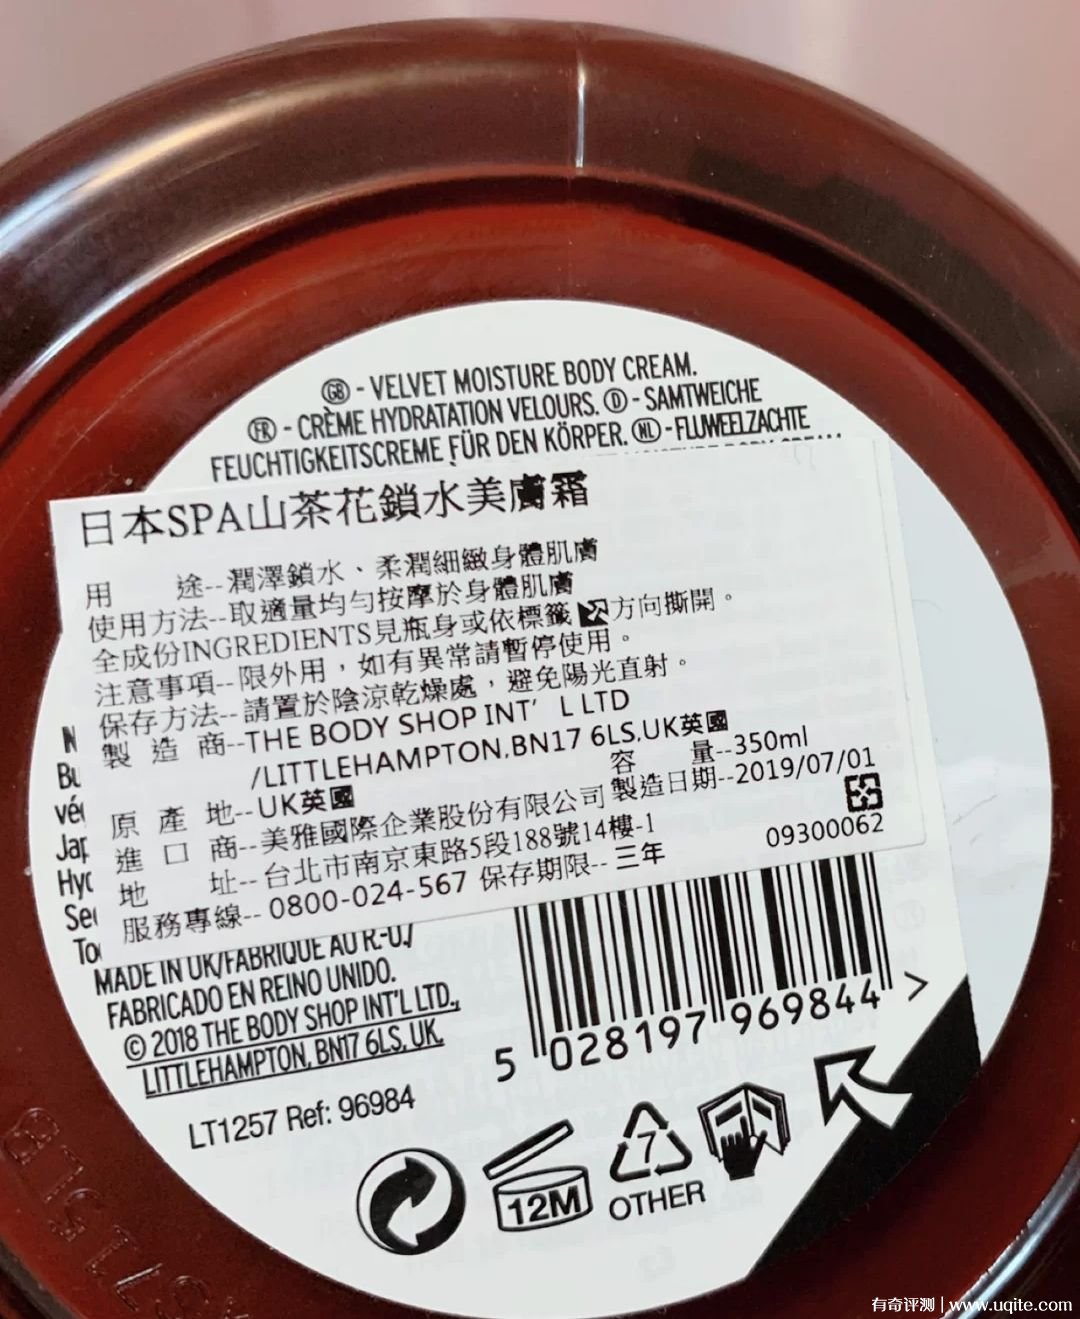 GB - VELVET MOISTURE BODY CREAM.
FR - CRÈME HYDRATATION VELOURS. D - SAMTWEICHE
FEUCHTIGKEITSCREME FÜR DEN KÖRPER. NL - FLUWEELZACHTE
日本SPA山茶花鎖水美膚霜
用途--潤澤鎖水、柔潤細緻身體肌膚
使用方法--取適量均勻按摩於身體肌膚
全成份INGREDIENTS見瓶身或依標籤方向撕開。
注意事項--限外用，如有異常請暫停使用。
保存方法--請置於陰涼乾燥處，避免陽光直射。
製造商--THE BODY SHOP INT'L LTD
/LITTLEHAMPTON,BN17 6LS,UK英國
容量--350ml
原產地--UK英國
製造日期--2019/07/01
進口商--美雅國際企業股份有限公司
地址--台北市南京東路5段188號14樓-1
09300062
服務專線--0800-024-567 保存期限--三年
MADE IN UK/FABRIQUÉ AU R.-U./
FABRICADO EN REINO UNIDO.
© 2018 THE BODY SHOP INT'L LTD.,
LITTLEHAMPTON, BN17 6LS, UK.
5 028197 969844 >
LT1257 Ref: 96984
12M
7
OTHER
有奇评测 | www.uqite.com